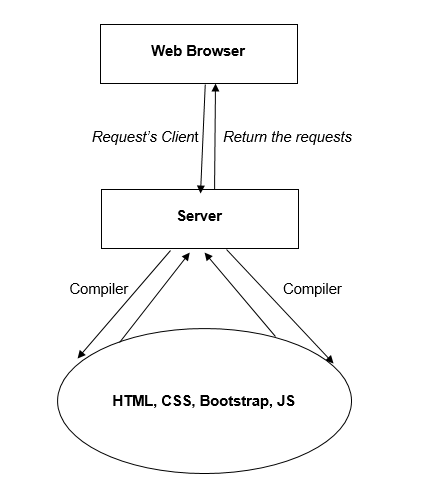 Web Browser
Request's Client
Return the requests
Server
Compiler
Compiler
HTML, CSS, Bootstrap, JS